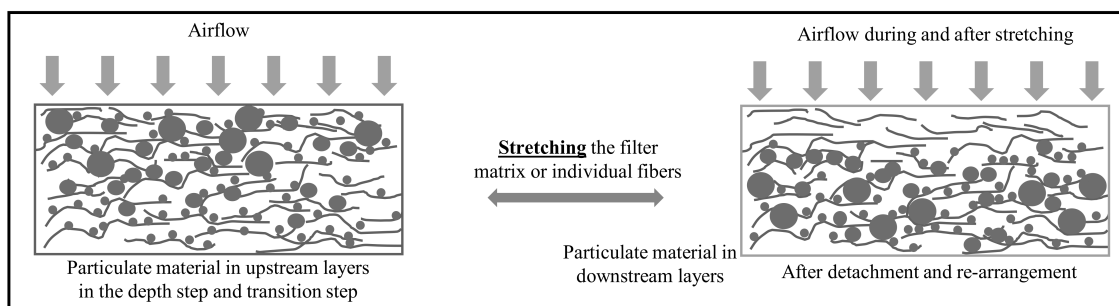 Airflow
Particulate material in upstream layers
in the depth step and transition step
Stretching the filter
matrix or individual fibers
Particulate material in
downstream layers
Airflow during and after stretching
After detachment and re-arrangement